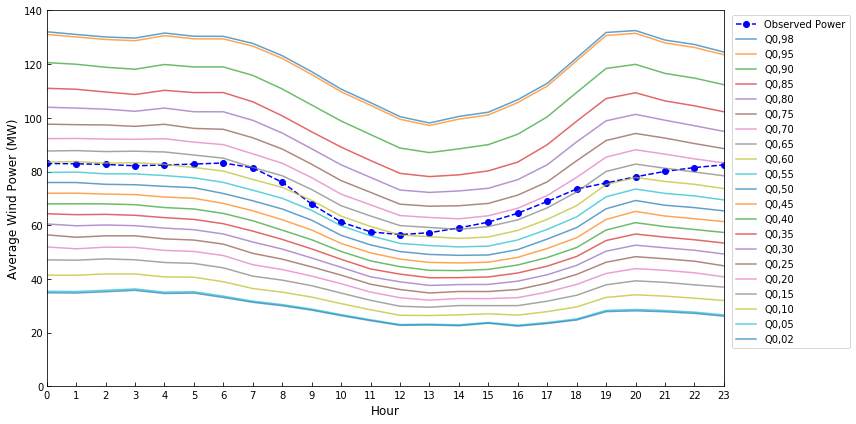 140
120
100
80
60
40
20
0
Average Wind Power (MW)
0 1 2 3 4 5 6 7 8 9 10 11 12 13 14 15 16 17 18 19 20 21 22 23
Hour
Observed Power
Q0,98
Q0,95
Q0,90
Q0,85
Q0,80
Q0,75
Q0,70
Q0,65
Q0,60
Q0,55
Q0,50
Q0,45
Q0,40
Q0,35
Q0,30
Q0,25
Q0,20
Q0,15
Q0,10
Q0,05
Q0,02